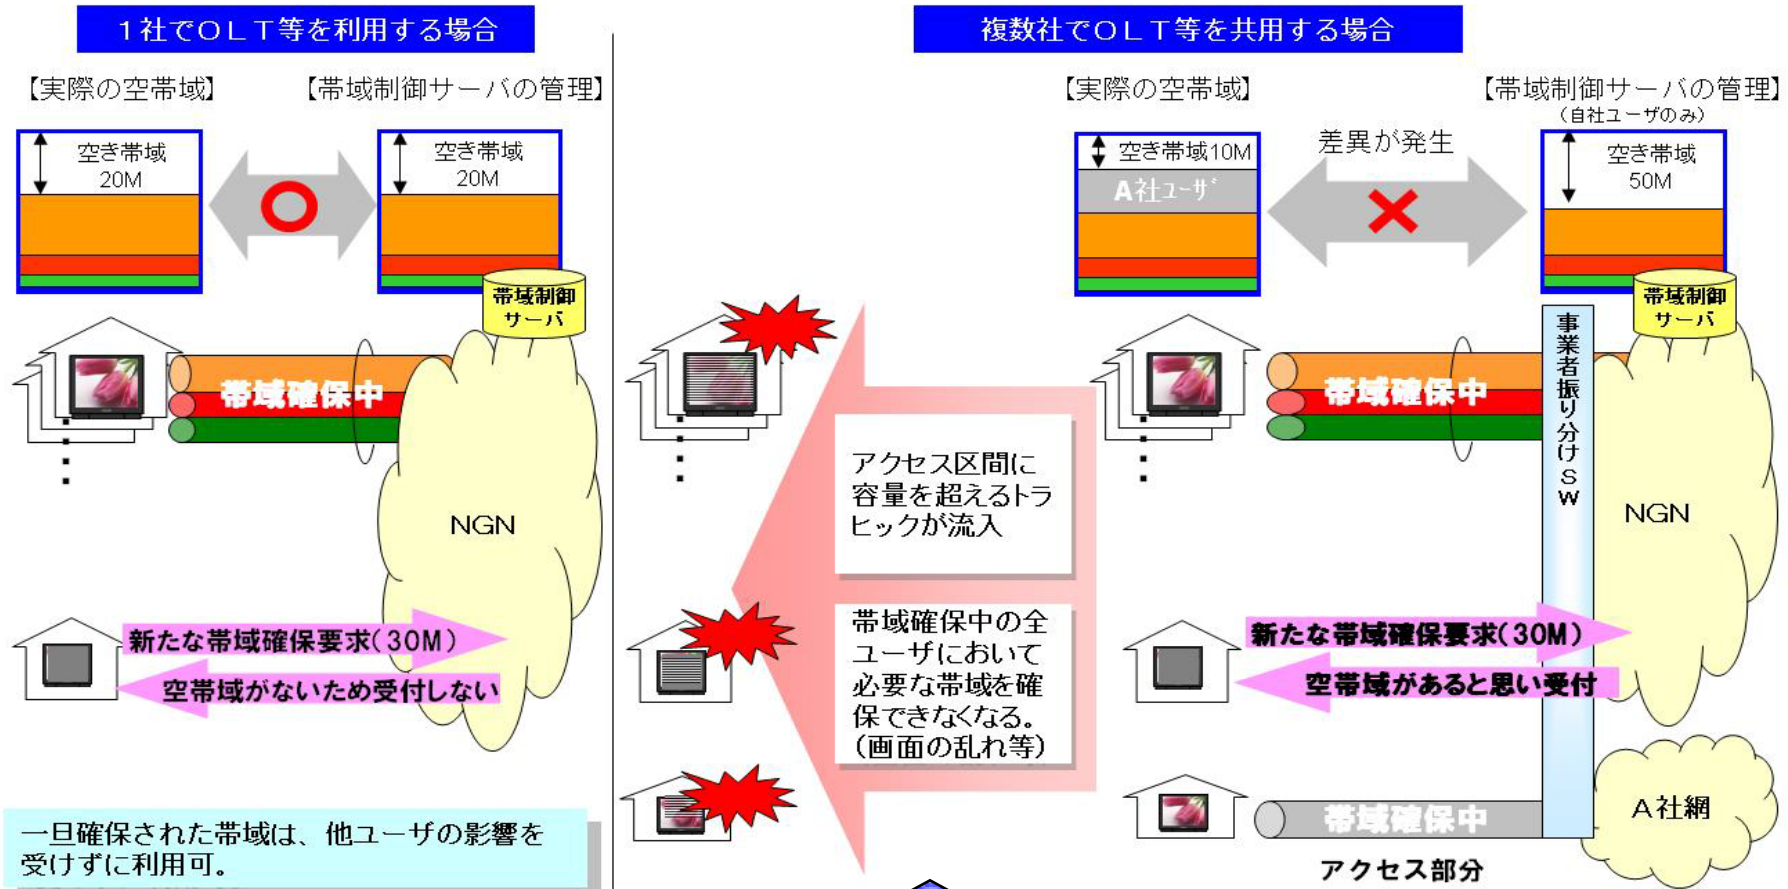 １社でＯＬＴ等を利用する場合
【実際の空帯域】
【帯域制御サーバの管理】
空き帯域
20M
空き帯域
20M
帯域制御
サーバ
帯域確保中
NGN
新たな帯域確保要求(30M)
空帯域がないため受付しない
一旦確保された帯域は、他ユーザの影響を
受けずに利用可。
複数社でＯＬＴ等を共用する場合
【実際の空帯域】
【帯域制御サーバの管理】
(自社ユーザのみ)
空き帯域10M
A社ﾕｰｻﾞ
差異が発生
空き帯域
50M
帯域制御
サーバ
事業者振り分けＳＷ
帯域確保中
NGN
アクセス区間に
容量を超えるトラ
ヒックが流入
帯域確保中の全
ユーザにおいて
必要な帯域を確
保できなくなる。
(画面の乱れ等)
新たな帯域確保要求(30M)
空帯域があると思い受付
帯域確保中
A社網
アクセス部分